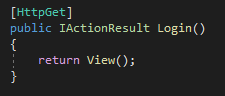 [HttpGet]
public IActionResult Login()
{
    return View();
}